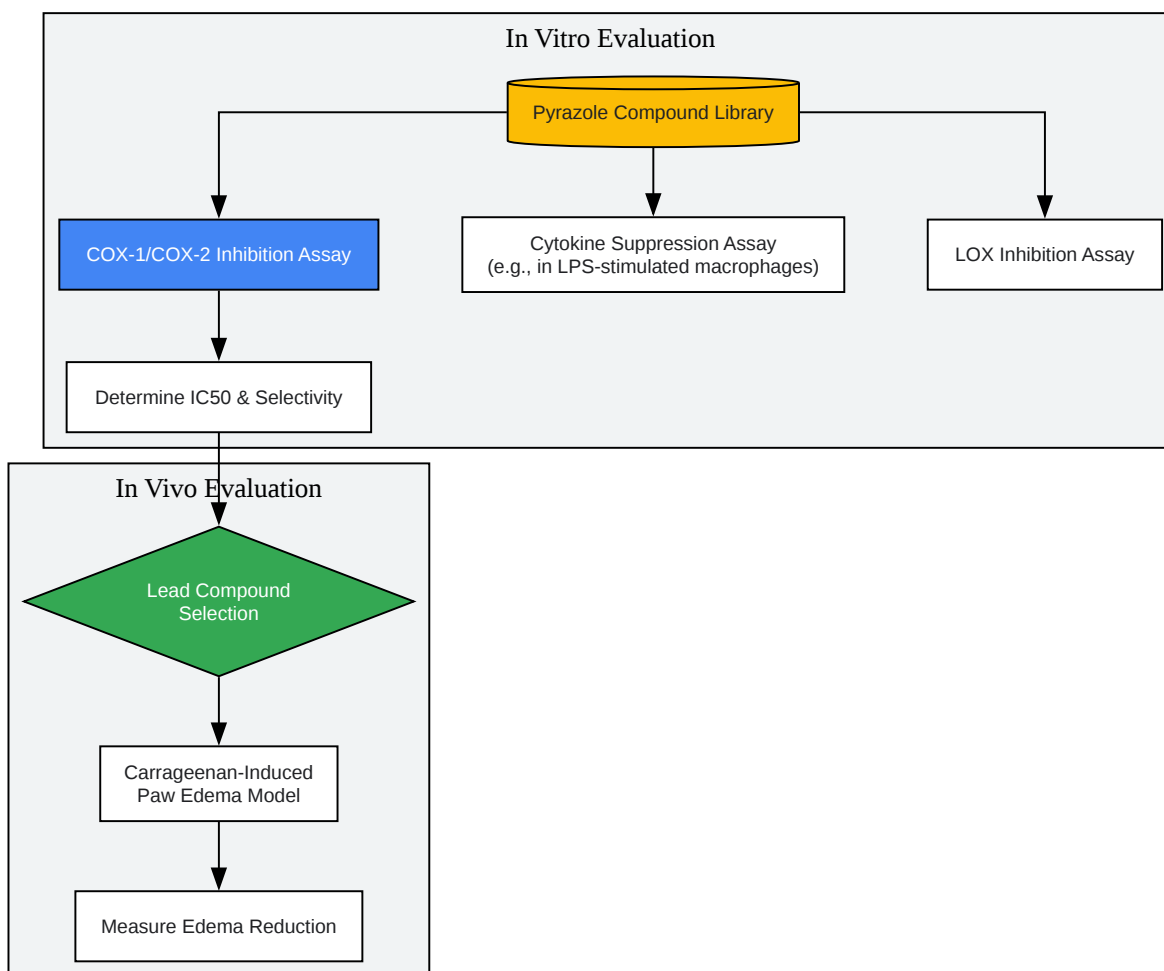 In Vitro Evaluation
Pyrazole Compound Library
COX-1/COX-2 Inhibition Assay
Cytokine Suppression Assay
(e.g., in LPS-stimulated macrophages)
LOX Inhibition Assay
Determine IC50 & Selectivity
In Vivo Evaluation
Lead Compound
Selection
Carrageenan-Induced
Paw Edema Model
Measure Edema Reduction